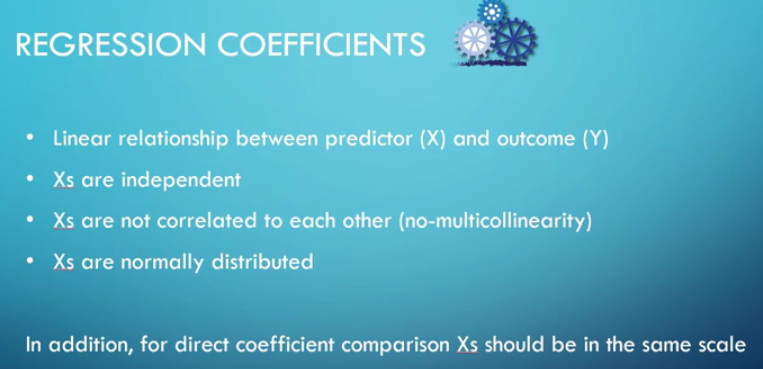 REGRESSION COEFFICIENTS
• Linear relationship between predictor (X) and outcome (Y)
• Xs are independent
• Xs are not correlated to each other (no-multicollinearity)
• Xs are normally distributed
In addition, for direct coefficient comparison Xs should be in the same scale